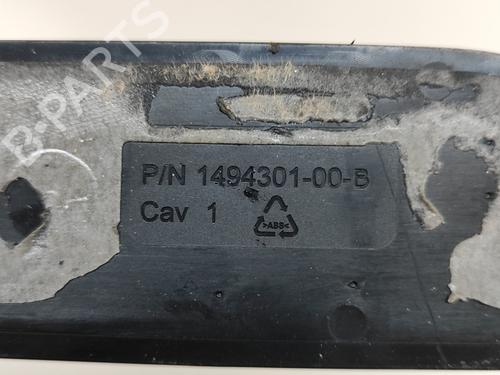 B-PARTS
P/N 1494301-00-B
Cav 1
>ABS<